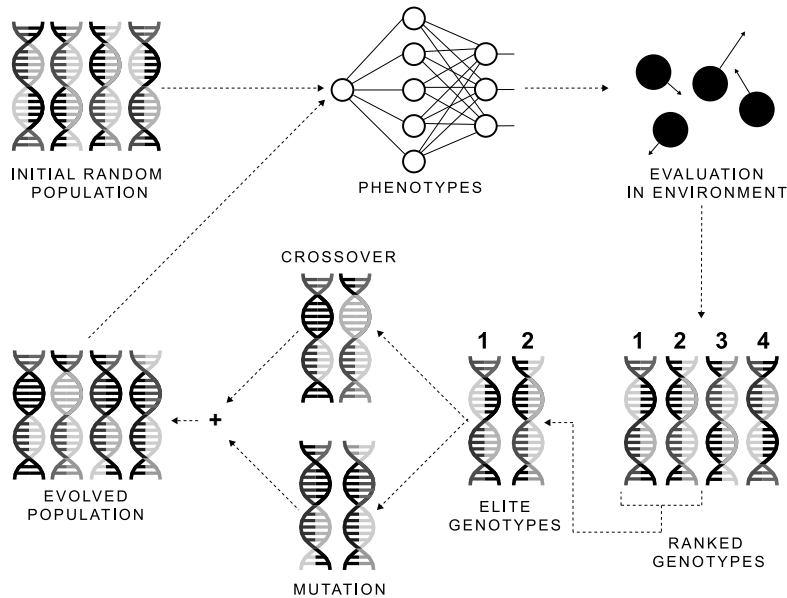 INITIAL RANDOM
POPULATION
PHENOTYPES
EVALUATION
IN ENVIRONMENT
CROSSOVER
1 2
1 2 3 4
+
EVOLVED
POPULATION
ELITE
GENOTYPES
RANKED
GENOTYPES
MUTATION